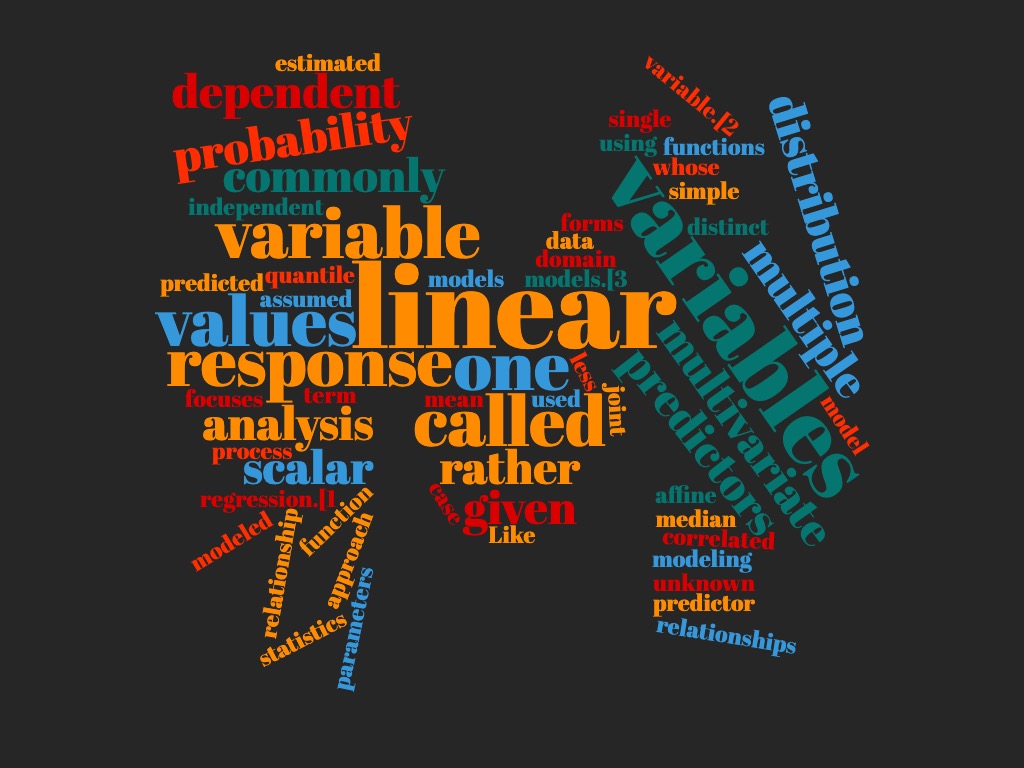 estimated
dependent
probability
commonly
independent
variable
predicted
quantile
assumed
values
linear
models
models.[3
response
one
focuses
term
mean
used
less
joint
analysis
called
process
scalar
rather
regression.[1
case
given
Like
modeled
relationship
function
approach
statistics
parameters
variable.[2
single
using
functions
whose
simple
forms
data
domain
distinct
distribution
variables
multiple
multivariate
predictors
model
affine
median
correlated
modeling
unknown
predictor
relationships